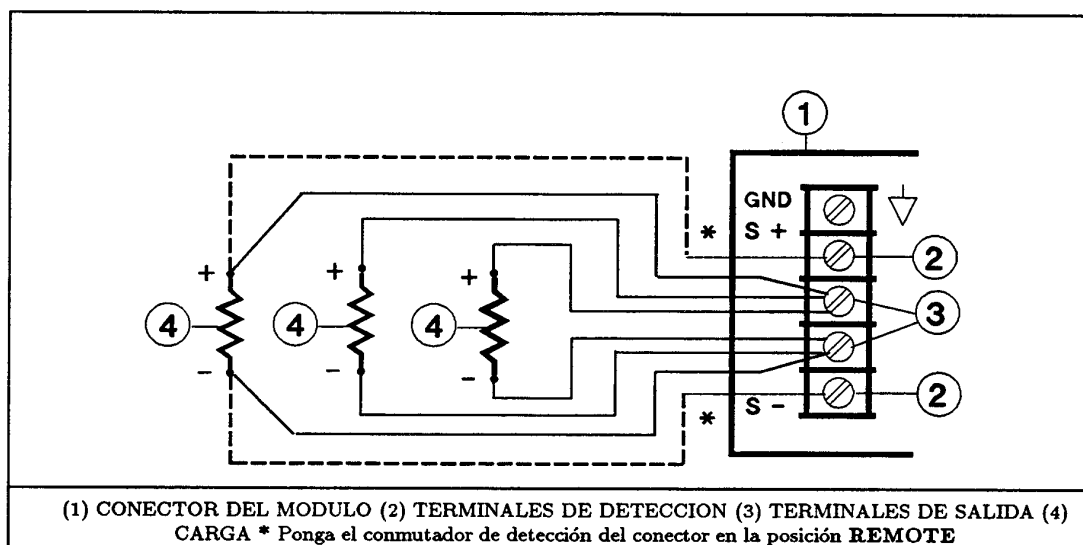 1
GND
* S +
2
+ + +
3
4 4 4
- - -
S - 2
*
(1) CONECTOR DEL MODULO (2) TERMINALES DE DETECCION (3) TERMINALES DE SALIDA (4)
CARGA * Ponga el conmutador de detección del conector en la posición REMOTE